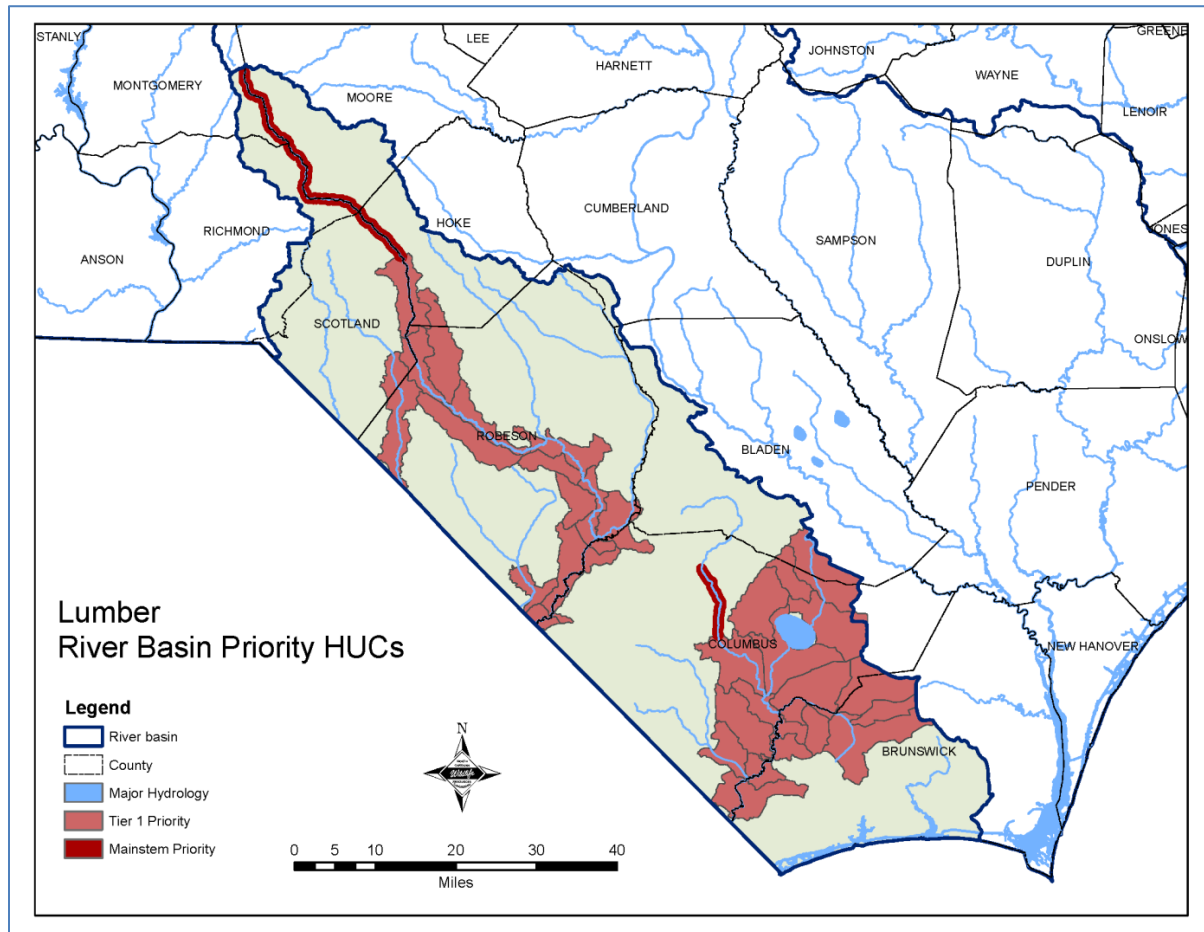 STANLY
LEE
GREENE
JOHNSTON
HARNETT
WAYNE
MONTGOMERY
MOORE
LENOIR
CUMBERLAND
HOKE
RICHMOND
JONES
SAMPSON
ANSON
DUPLIN
SCOTLAND
ONSLOW
ROBESON
BLADEN
PENDER
COLUMBUS
NEW HANOVER
BRUNSWICK
Lumber
River Basin Priority HUCs
Legend
River basin
County
Major Hydrology
Tier 1 Priority
Mainstem Priority
N
Wildlife
0 5 10 20 30 40
Miles